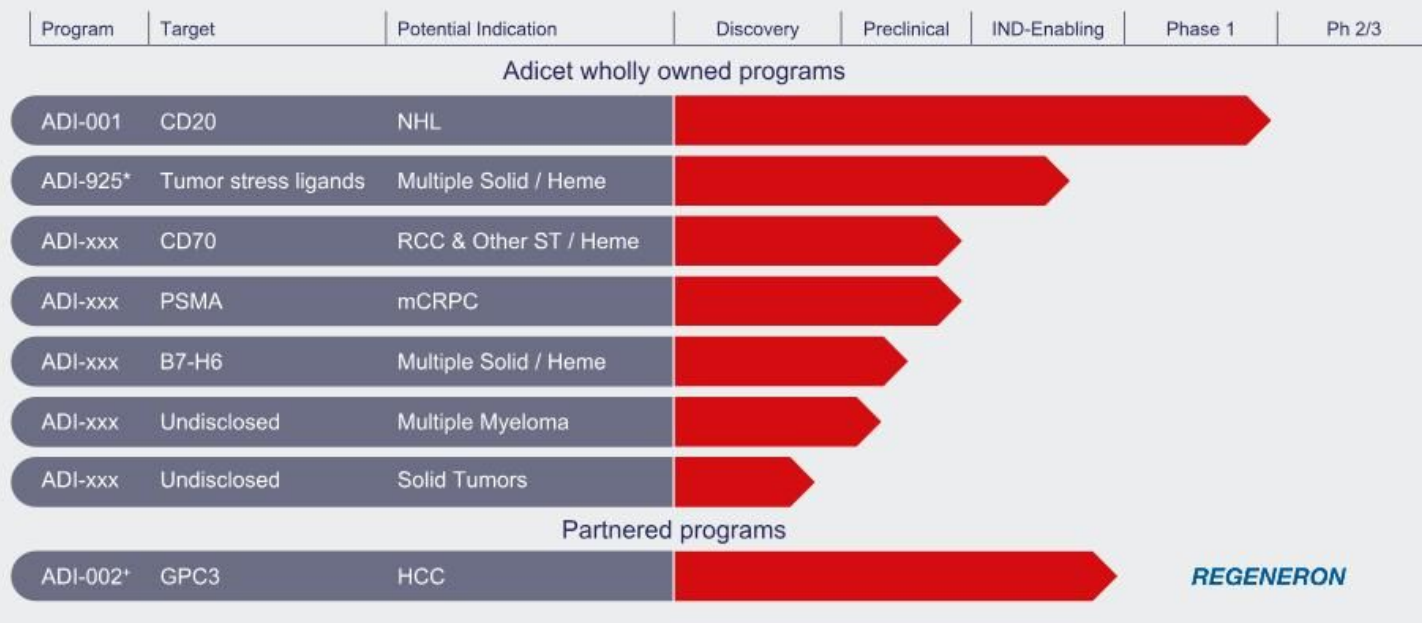 Program Target Potential Indication Discovery Preclinical IND-Enabling Phase 1 Ph 2/3
Adicet wholly owned programs
ADI-001 CD20 NHL
ADI-925* Tumor stress ligands Multiple Solid / Heme
ADI-xxx CD70 RCC & Other ST / Heme
ADI-xxx PSMA mCRPC
ADI-xxx B7-H6 Multiple Solid / Heme
ADI-xxx Undisclosed Multiple Myeloma
ADI-xxx Undisclosed Solid Tumors
Partnered programs
ADI-002⁺ GPC3 HCC REGENERON